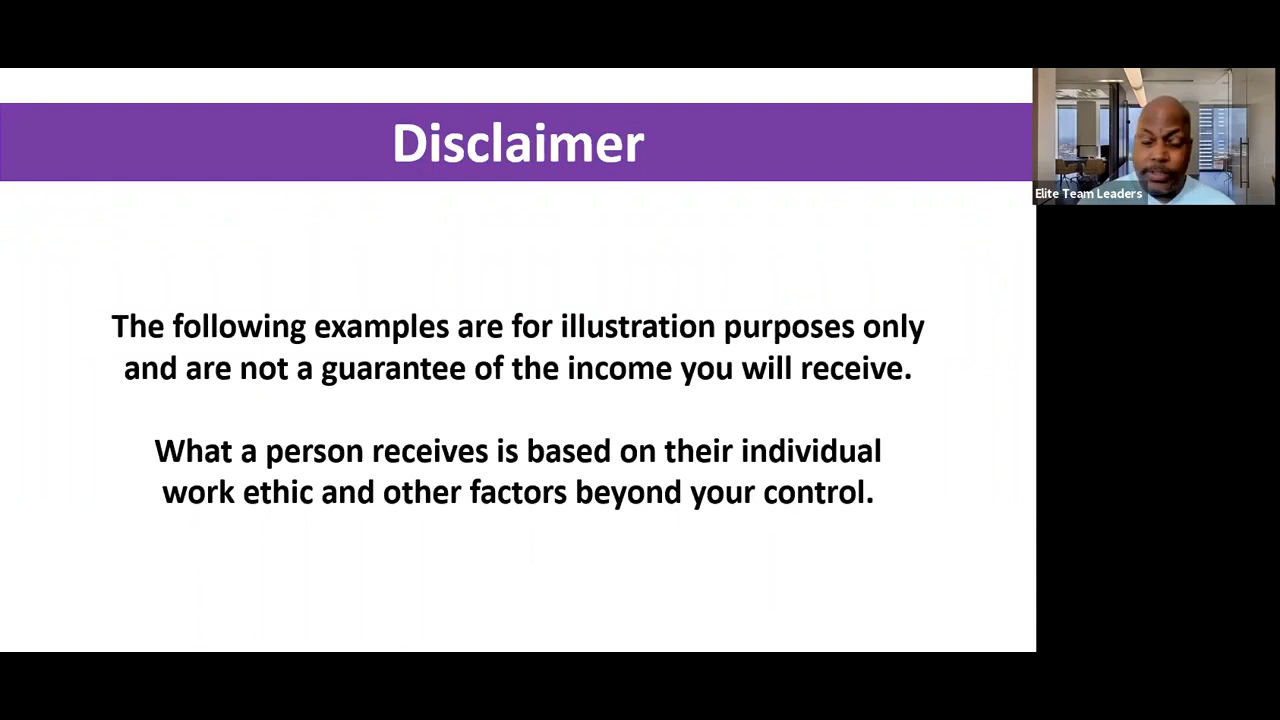 Disclaimer
Elite Team Leaders
The following examples are for illustration purposes only
and are not a guarantee of the income you will receive.
What a person receives is based on their individual
work ethic and other factors beyond your control.